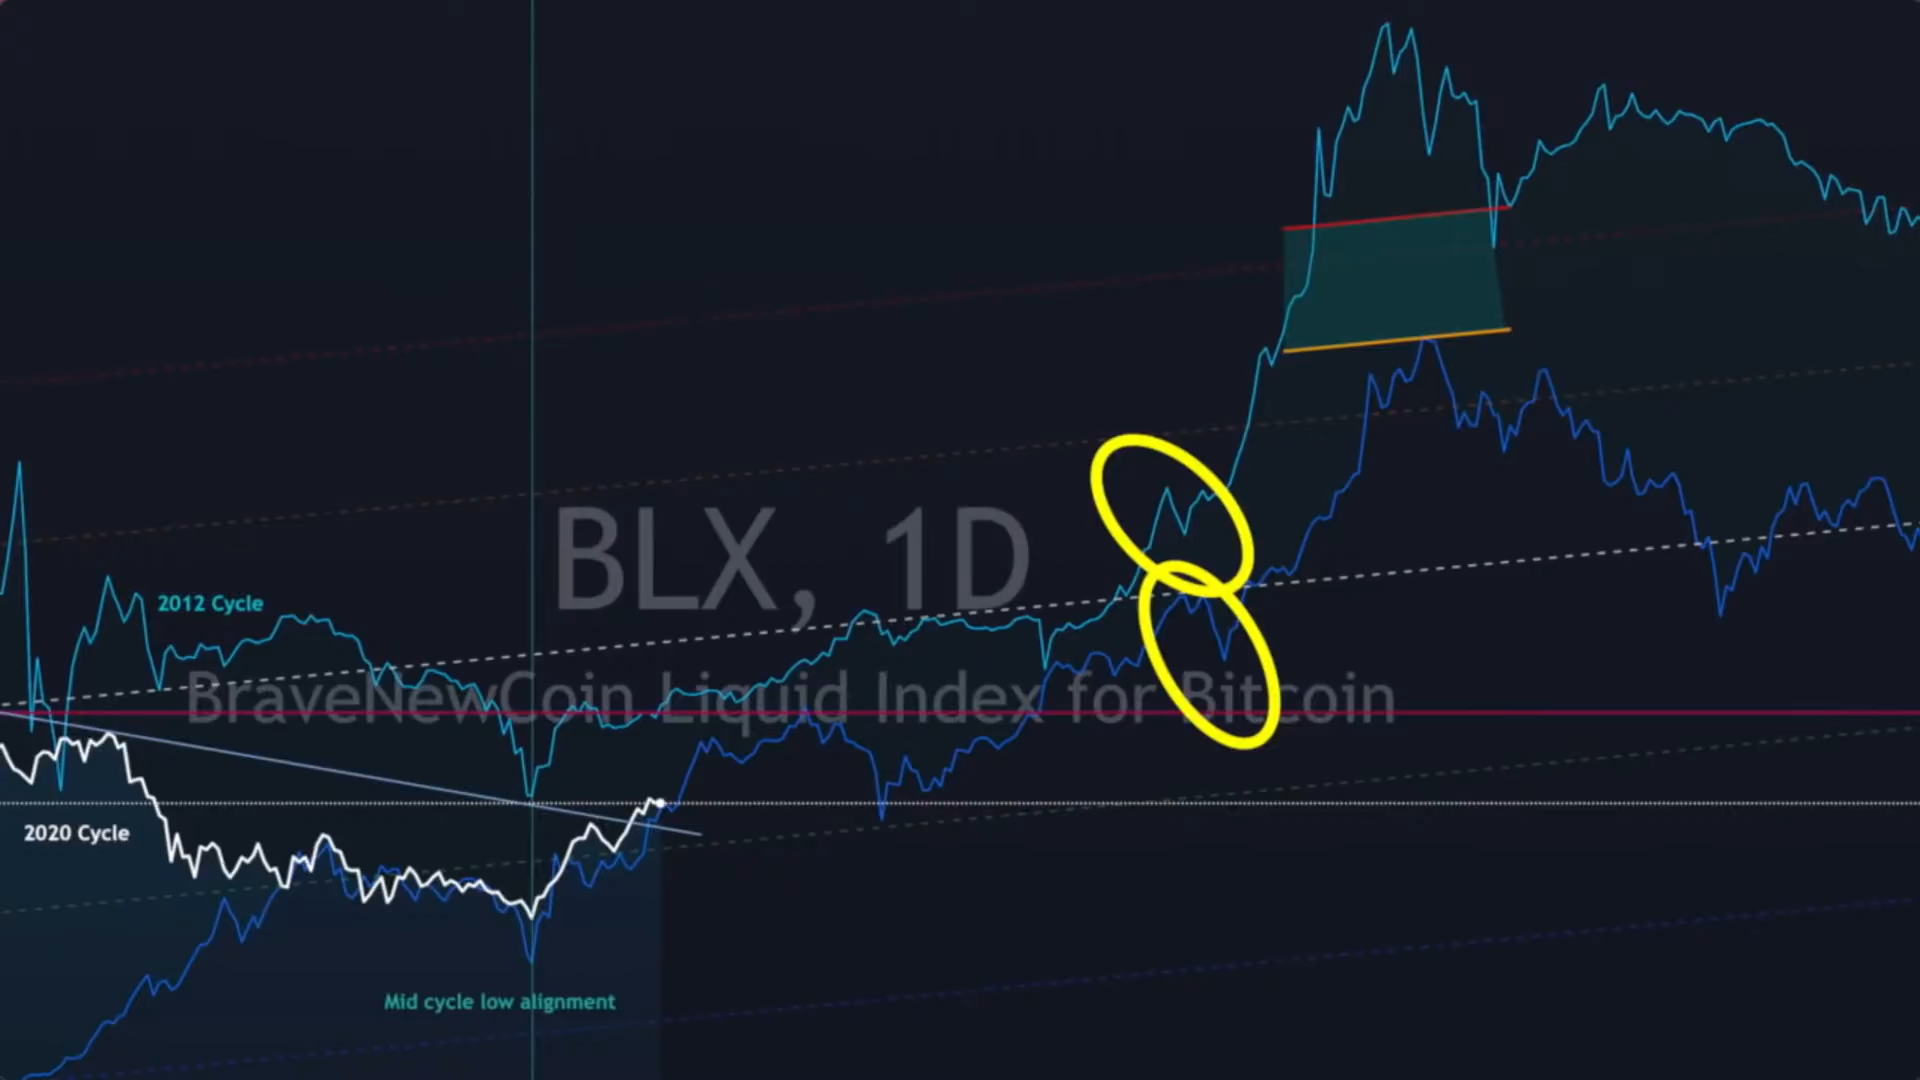 BLX, 1D
2012 Cycle
BraveNewCoin Liquid Index for Bitcoin
2020 Cycle
Mid cycle low alignment